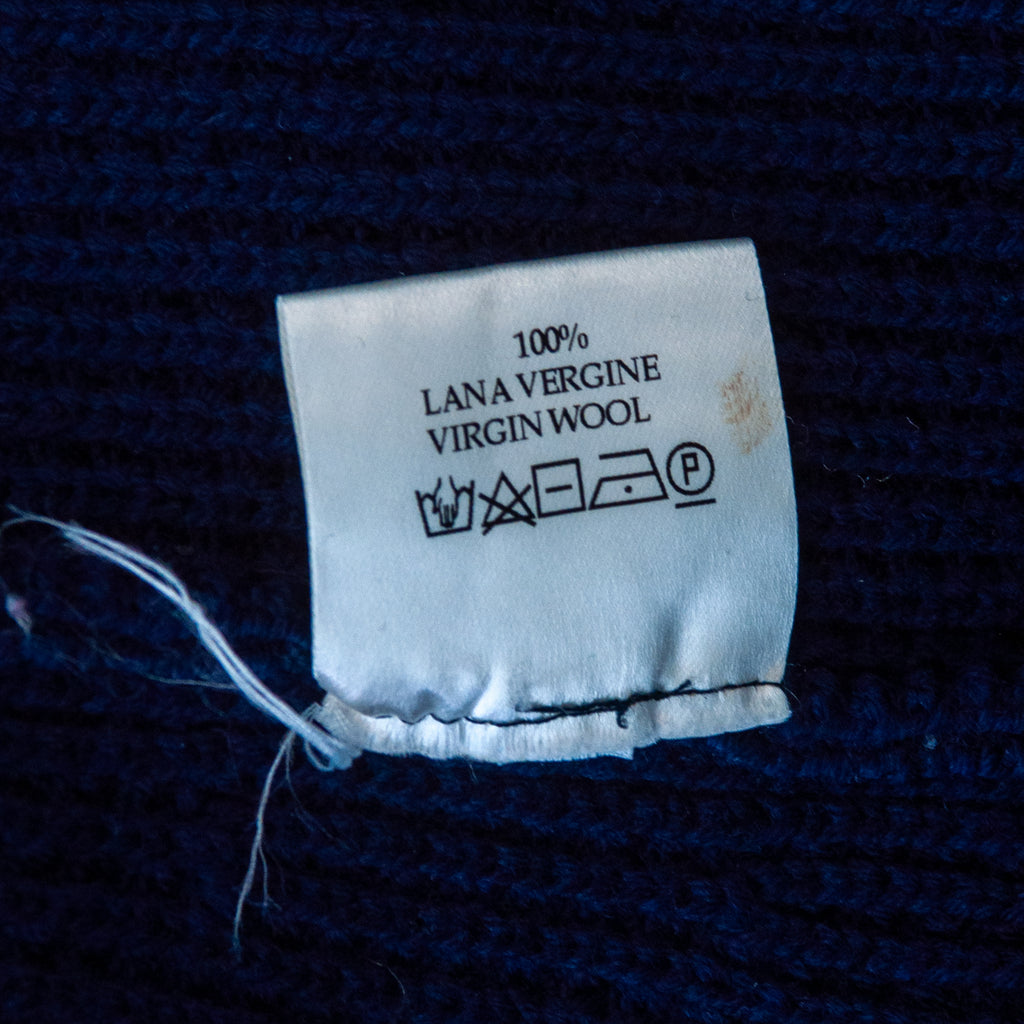 100%
LANA VERGINE
VIRGIN WOOL
P